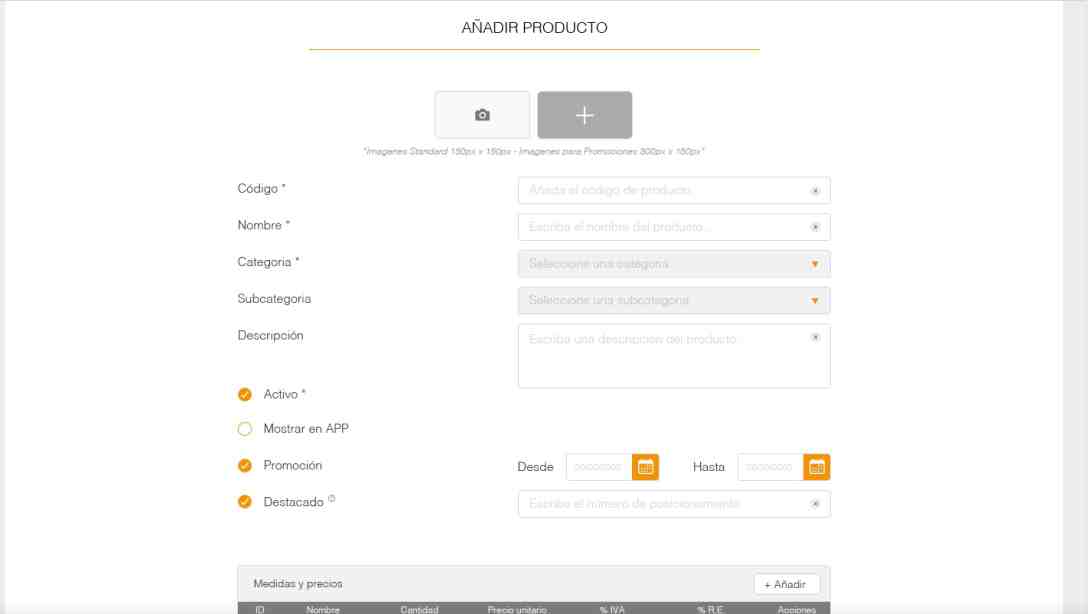 AÑADIR PRODUCTO
*Imagenes Standard 150px x 150px - Imagenes para Promociones 300px x 150px*
Código * Añada el código de producto...
Nombre * Escriba el nombre del producto...
Categoria * Seleccione una categoria
Subcategoria Seleccione una subcategoria
Descripción Escriba una descripción del producto...
Activo *
Mostrar en APP
Promoción Desde Hasta
Destacado Escriba el número de posicionamiento
Medidas y precios + Añadir
ID Nombre Cantidad Precio unitario % IVA % R.E. Acciones